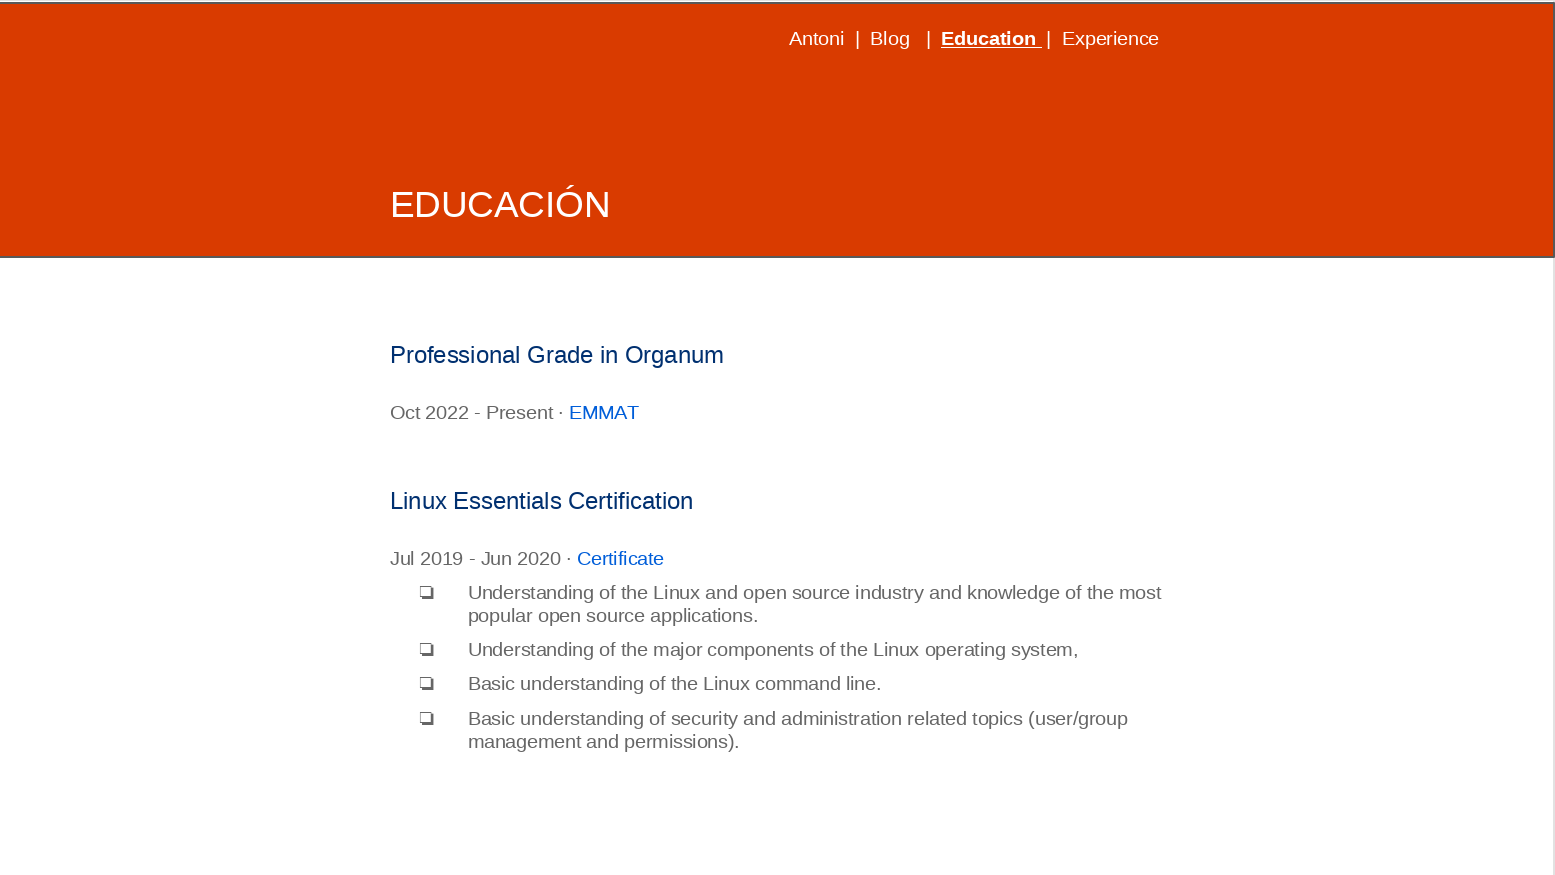 Antoni | Blog | Education | Experience
EDUCACIÓN
Professional Grade in Organum
Oct 2022 - Present · EMMAT
Linux Essentials Certification
Jul 2019 - Jun 2020 · Certificate
❏ Understanding of the Linux and open source industry and knowledge of the most
popular open source applications.
❏ Understanding of the major components of the Linux operating system,
❏ Basic understanding of the Linux command line.
❏ Basic understanding of security and administration related topics (user/group
management and permissions).